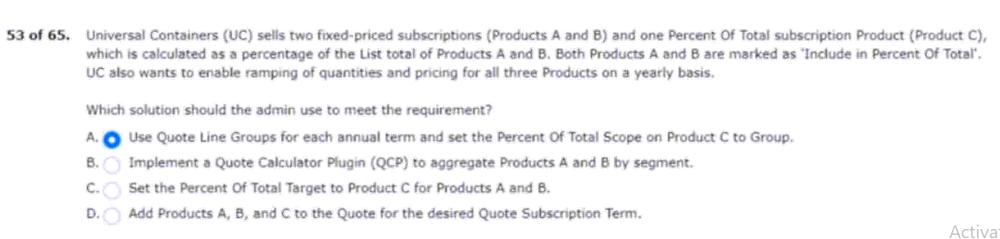 53 of 65. Universal Containers (UC) sells two fixed-priced subscriptions (Products A and B) and one Percent Of Total subscription Product (Product C),
which is calculated as a percentage of the List total of Products A and B. Both Products A and B are marked as 'Include in Percent Of Total'.
UC also wants to enable ramping of quantities and pricing for all three Products on a yearly basis.
Which solution should the admin use to meet the requirement?
A. Use Quote Line Groups for each annual term and set the Percent Of Total Scope on Product C to Group.
B. Implement a Quote Calculator Plugin (QCP) to aggregate Products A and B by segment.
C. Set the Percent Of Total Target to Product C for Products A and B.
D. Add Products A, B, and C to the Quote for the desired Quote Subscription Term.
Activa